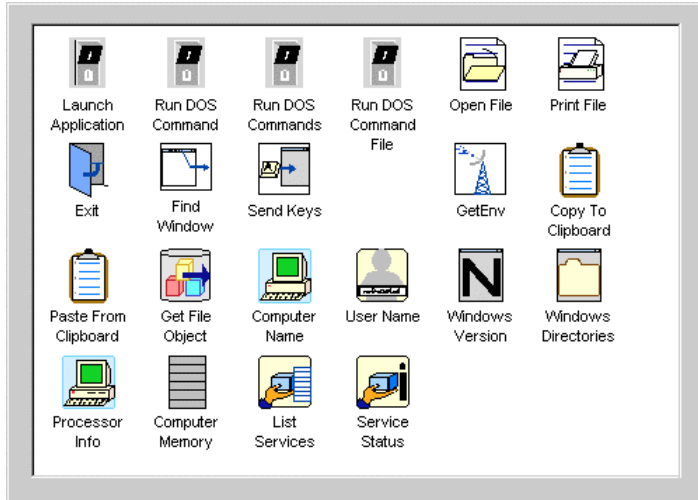 Launch Application
Run DOS Command
Run DOS Commands
Run DOS Command File
Open File
Print File
Exit
Find Window
Send Keys
GetEnv
Copy To Clipboard
Paste From Clipboard
Get File Object
Computer Name
User Name
Windows Version
Windows Directories
Processor Info
Computer Memory
List Services
Service Status